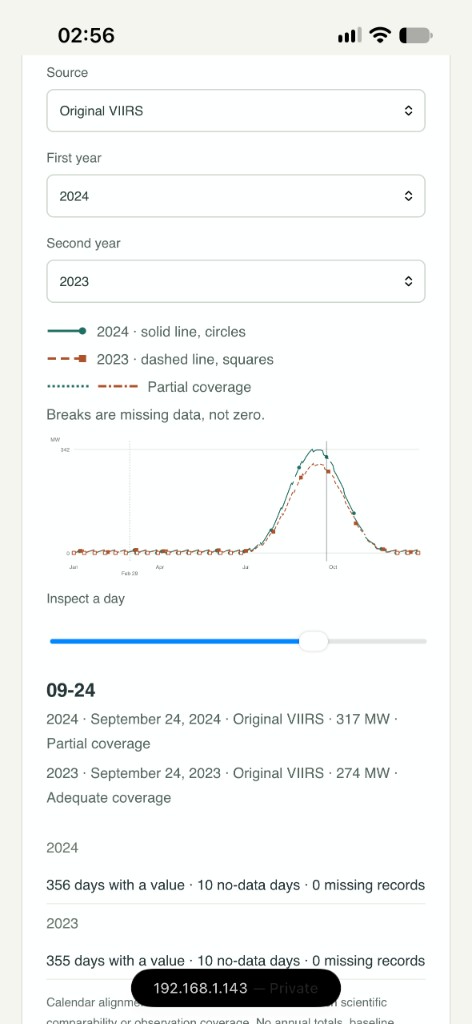 02:56
Source
Original VIIRS
First year
2024
Second year
2023
2024 · solid line, circles
2023 · dashed line, squares
Partial coverage
Breaks are missing data, not zero.
MW
0
Jan
Feb 29
Apr
Jul
Oct
Inspect a day
09-24
2024 · September 24, 2024 · Original VIIRS · 317 MW ·
Partial coverage
2023 · September 24, 2023 · Original VIIRS · 274 MW ·
Adequate coverage
2024
356 days with a value · 10 no-data days · 0 missing records
2023
355 days with a value · 10 no-data days · 0 missing records
192.168.1.143 — Private
Calendar scientific
comparability or observation coverage. No annual totals, baseline